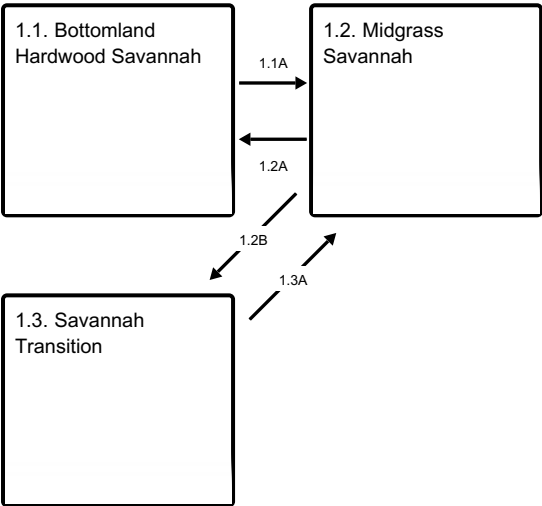 1.1. Bottomland
Hardwood Savannah
1.1A
1.2. Midgrass
Savannah
1.2A
1.2B
1.3A
1.3. Savannah
Transition